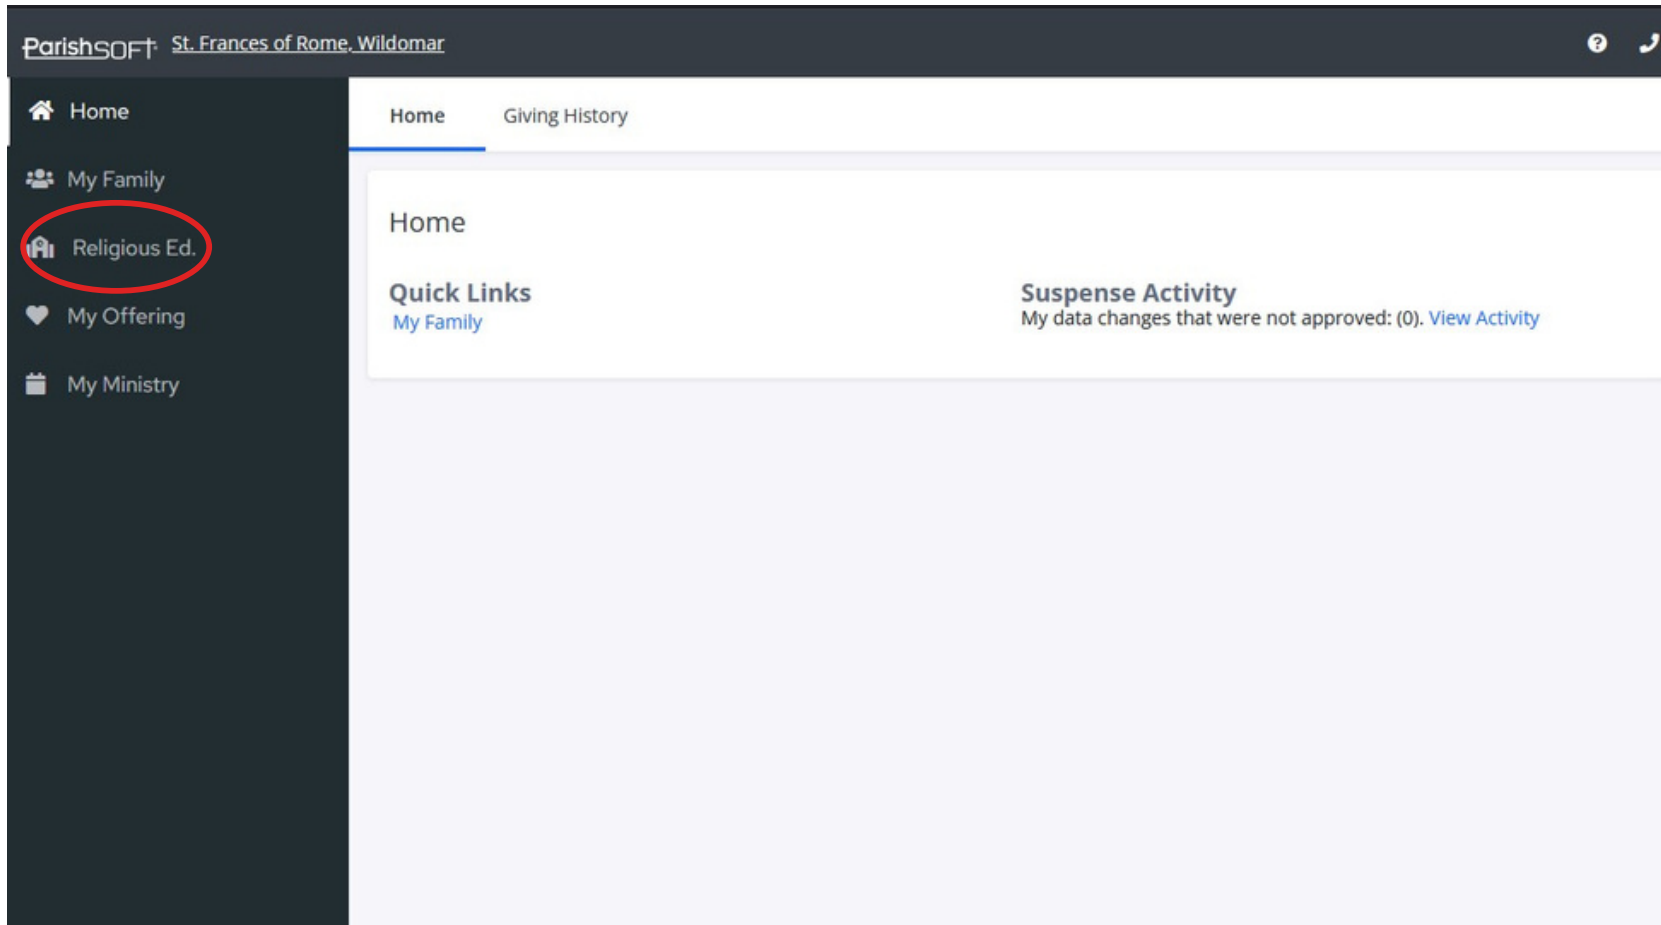 ParishSOFT St. Frances of Rome, Wildomar
Home
My Family
Religious Ed.
My Offering
My Ministry
Home Giving History
Home
Quick Links
My Family
Suspense Activity
My data changes that were not approved: (0). View Activity